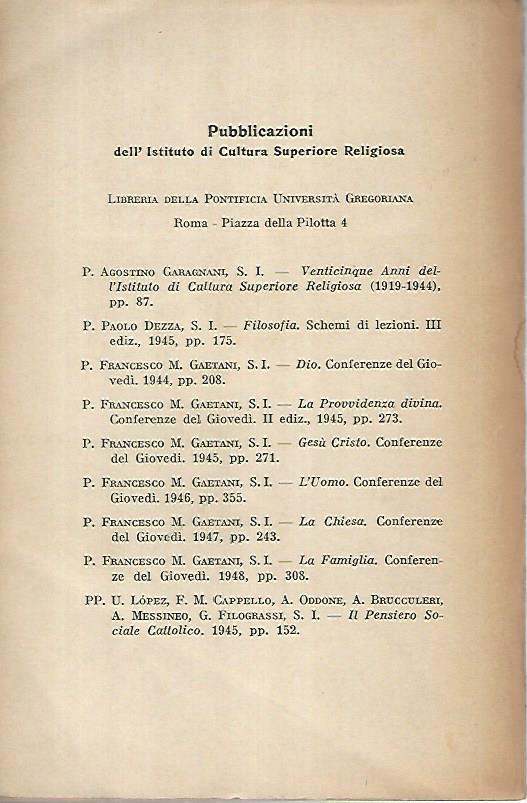 Pubblicazioni
dell' Istituto di Cultura Superiore Religiosa
Libreria della Pontificia Università Gregoriana
Roma - Piazza della Pilotta 4
P. Agostino Garagnani, S. I. — Venticinque Anni del-
l'Istituto di Cultura Superiore Religiosa (1919-1944),
pp. 87.
P. Paolo Dezza, S. I. — Filosofia. Schemi di lezioni. III
ediz., 1945, pp. 175.
P. Francesco M. Gaetani, S. I. — Dio. Conferenze del Gio-
vedì. 1944, pp. 208.
P. Francesco M. Gaetani, S. I. — La Provvidenza divina.
Conferenze del Giovedì. II ediz., 1945, pp. 273.
P. Francesco M. Gaetani, S. I. — Gesù Cristo. Conferenze
del Giovedì. 1945, pp. 271.
P. Francesco M. Gaetani, S. I. — L'Uomo. Conferenze del
Giovedì. 1946, pp. 355.
P. Francesco M. Gaetani, S. I. — La Chiesa. Conferenze
del Giovedì. 1947, pp. 243.
P. Francesco M. Gaetani, S. I. — La Famiglia. Conferen-
ze del Giovedì. 1948, pp. 308.
PP. U. López, F. M. Cappello, A. Oddone, A. Brucculeri,
A. Messineo, G. Filograssi, S. I. — Il Pensiero So-
ciale Cattolico. 1945, pp. 152.